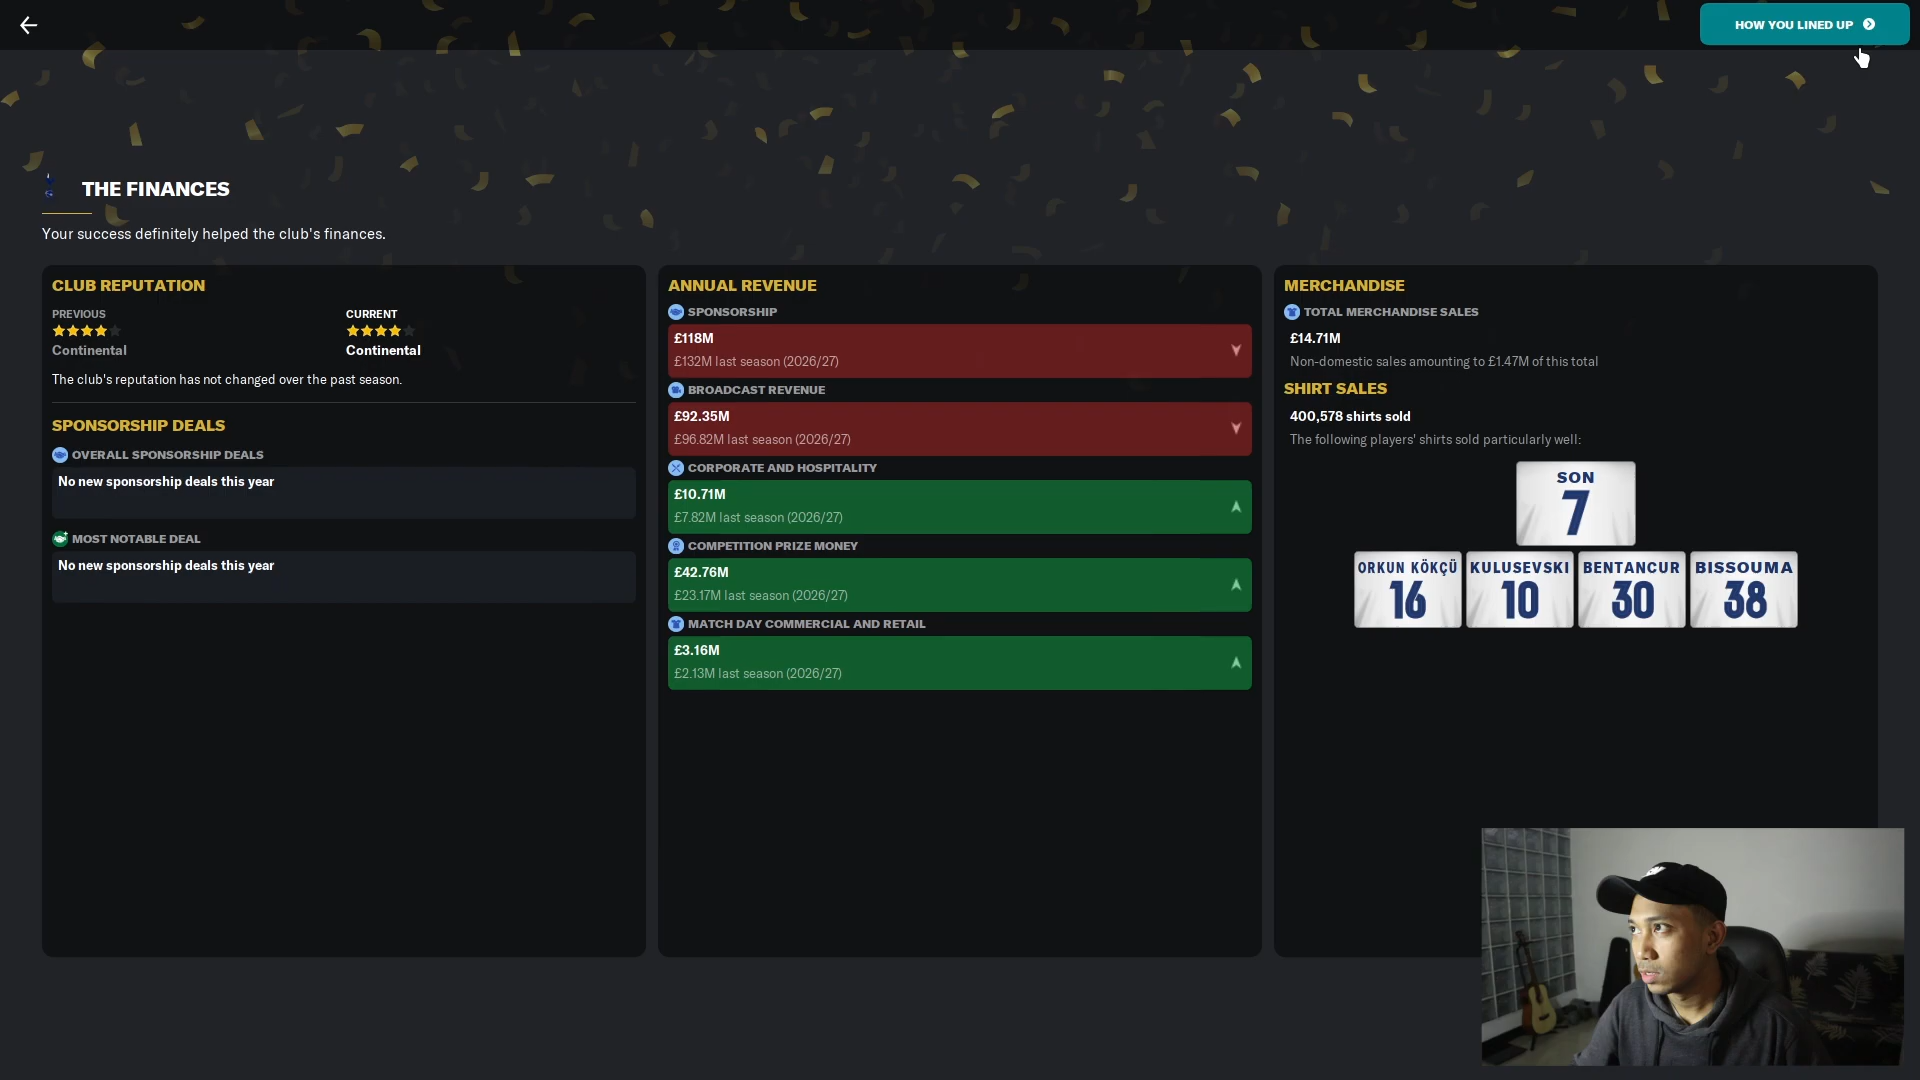 HOW YOU LINED UP
THE FINANCES
Your success definitely helped the club's finances.
CLUB REPUTATION
PREVIOUS
Continental
CURRENT
Continental
The club's reputation has not changed over the past season.
SPONSORSHIP DEALS
OVERALL SPONSORSHIP DEALS
No new sponsorship deals this year
MOST NOTABLE DEAL
No new sponsorship deals this year
ANNUAL REVENUE
SPONSORSHIP
£118M
£132M last season (2026/27)
BROADCAST REVENUE
£92.35M
£96.82M last season (2026/27)
CORPORATE AND HOSPITALITY
£10.71M
£7.82M last season (2026/27)
COMPETITION PRIZE MONEY
£42.76M
£23.17M last season (2026/27)
MATCH DAY COMMERCIAL AND RETAIL
£3.16M
£2.13M last season (2026/27)
MERCHANDISE
TOTAL MERCHANDISE SALES
£14.71M
Non-domestic sales amounting to £1.47M of this total
SHIRT SALES
400,578 shirts sold
The following players' shirts sold particularly well:
SON
7
ORKUN KÖKÇÜ
16
KULUSEVSKI
10
BENTANCUR
30
BISSOUMA
38